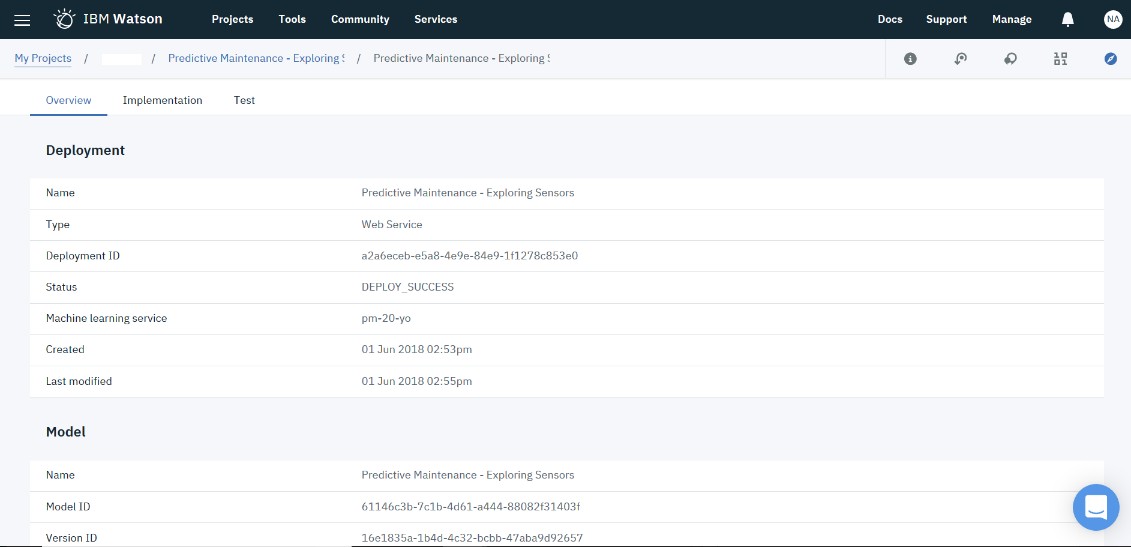 IBM Watson Projects Tools Community Services Docs Support Manage NA
My Projects / / Predictive Maintenance - Exploring S / Predictive Maintenance - Exploring S
Overview Implementation Test
Deployment
Name Predictive Maintenance - Exploring Sensors
Type Web Service
Deployment ID a2a6eceb-e5a8-4e9e-84e9-1f1278c853e0
Status DEPLOY_SUCCESS
Machine learning service pm-20-yo
Created 01 Jun 2018 02:53pm
Last modified 01 Jun 2018 02:55pm
Model
Name Predictive Maintenance - Exploring Sensors
Model ID 61146c3b-7c1b-4d61-a444-88082f31403f
Version ID 16e1835a-1b4d-4c32-bcbb-47aba9d92657